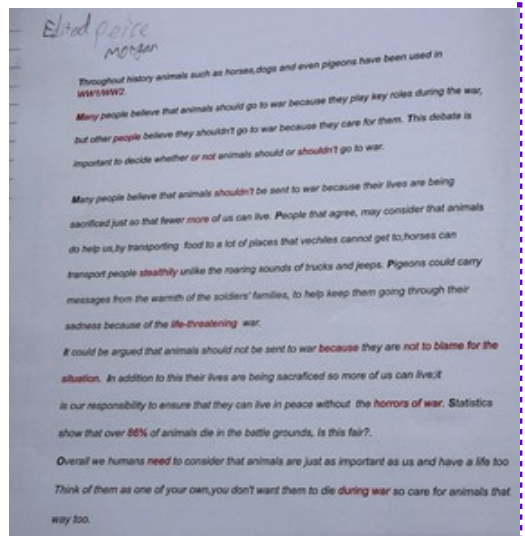 Edited peice
Morgan
Throughout history animals such as horses,dogs and even pigeons have been used in
WW1/WW2.
Many people believe that animals should go to war because they play key roles during the war,
but other people believe they shouldn't go to war because they care for them. This debate is
important to decide whether or not animals should or shouldn't go to war.
Many people believe that animals shouldn't be sent to war because their lives are being
sacrificed just so that fewer more of us can live. People that agree, may consider that animals
do help us,by transporting food to a lot of places that vechiles cannot get to;horses can
transport people stealthily unlike the roaring sounds of trucks and jeeps. Pigeons could carry
messages from the warmth of the soldiers' families, to help keep them going through their
sadness because of the life-threatening war.
It could be argued that animals should not be sent to war because they are not to blame for the
situation. In addition to this their lives are being sacraficed so more of us can live;it
is our responsibility to ensure that they can live in peace without the horrors of war. Statistics
show that over 86% of animals die in the battle grounds, Is this fair?.
Overall we humans need to consider that animals are just as important as us and have a life too
Think of them as one of your own,you don't want them to die during war so care for animals that
way too.